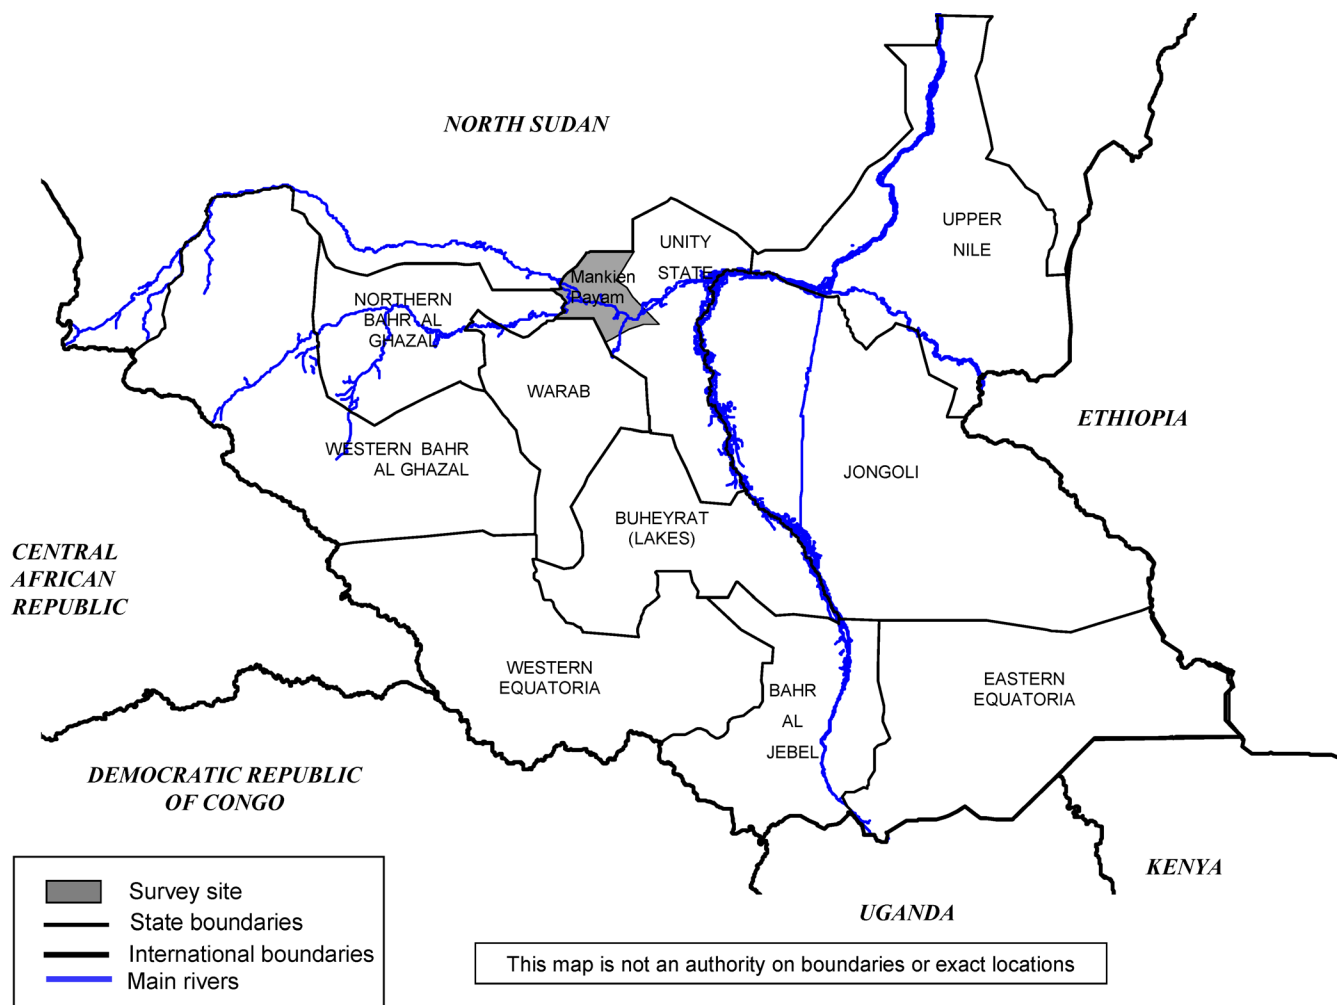 NORTH SUDAN
UPPER
NILE
UNITY
STATE
Mankien
Payam
NORTHERN
BAHR AL
GHAZAL
WARAB
ETHIOPIA
WESTERN BAHR
AL GHAZAL
JONGOLI
BUHEYRAT
(LAKES)
CENTRAL
AFRICAN
REPUBLIC
WESTERN
EQUATORIA
BAHR
AL
JEBEL
EASTERN
EQUATORIA
DEMOCRATIC REPUBLIC
OF CONGO
KENYA
UGANDA
Survey site
State boundaries
International boundaries
Main rivers
This map is not an authority on boundaries or exact locations